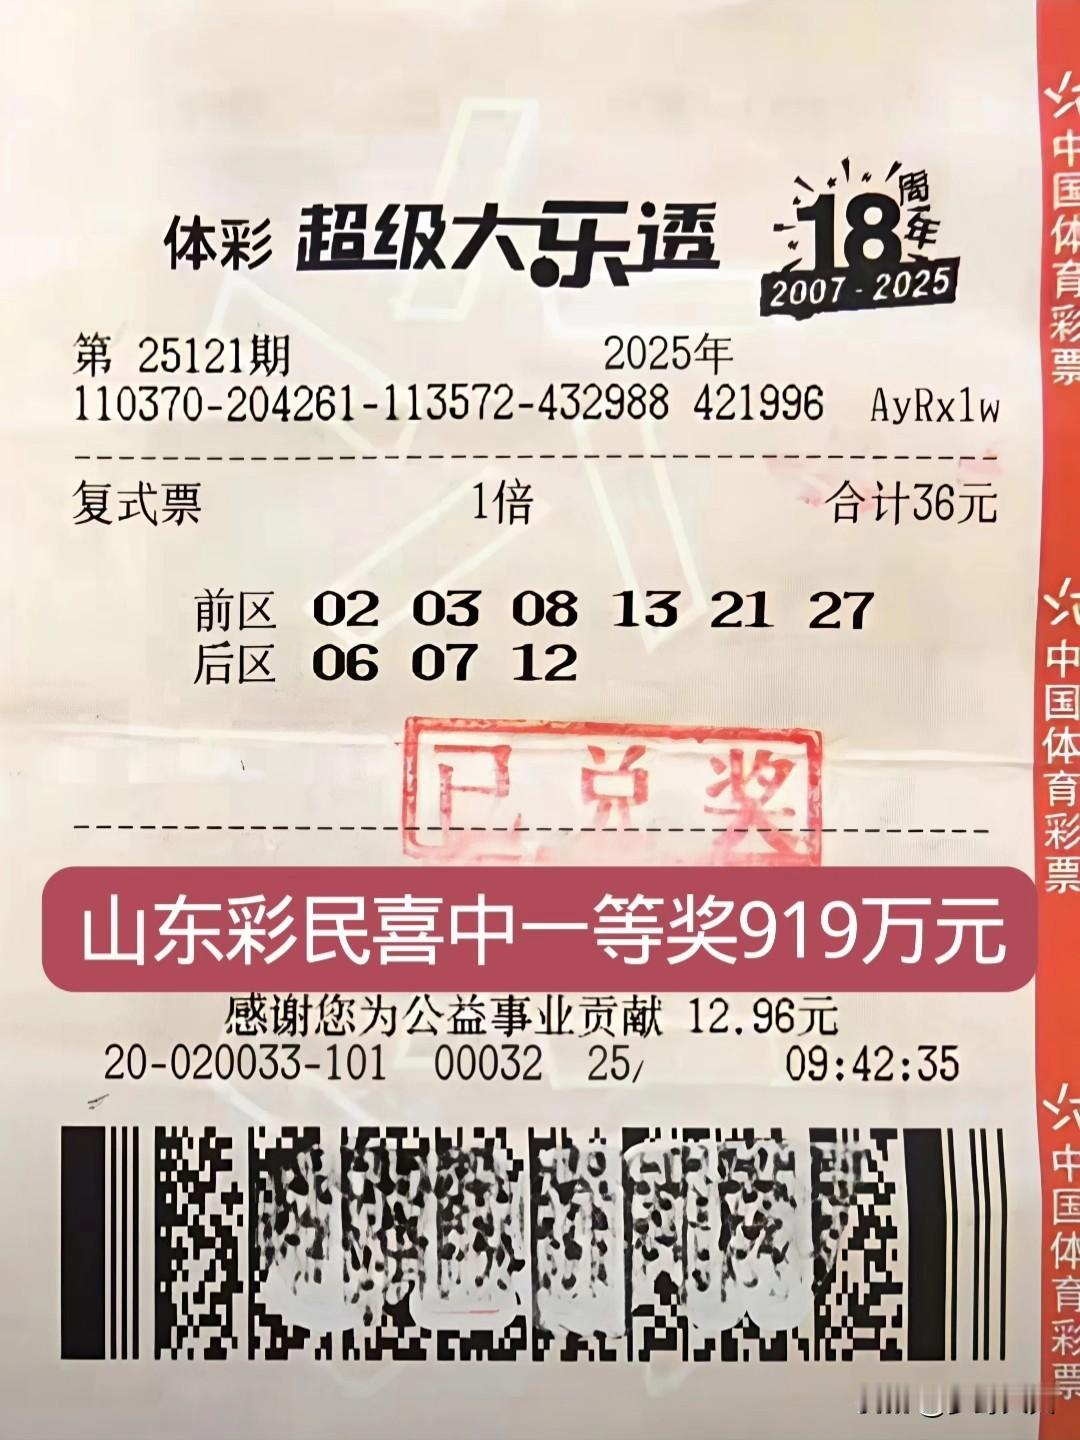 体彩 超级大乐透 18周年
2007-2025
第 25121期 2025年
110370-204261-113572-432988 421996 AyRx1w
复式票 1倍 合计36元
前区 02 03 08 13 21 27
后区 06 07 12
已兑奖
山东彩民喜中一等奖919万元
感谢您为公益事业贡献 12.96元
20-020033-101 00032 25/ 09:42:35
中国体育彩票
中国体育彩票
中国体育彩票